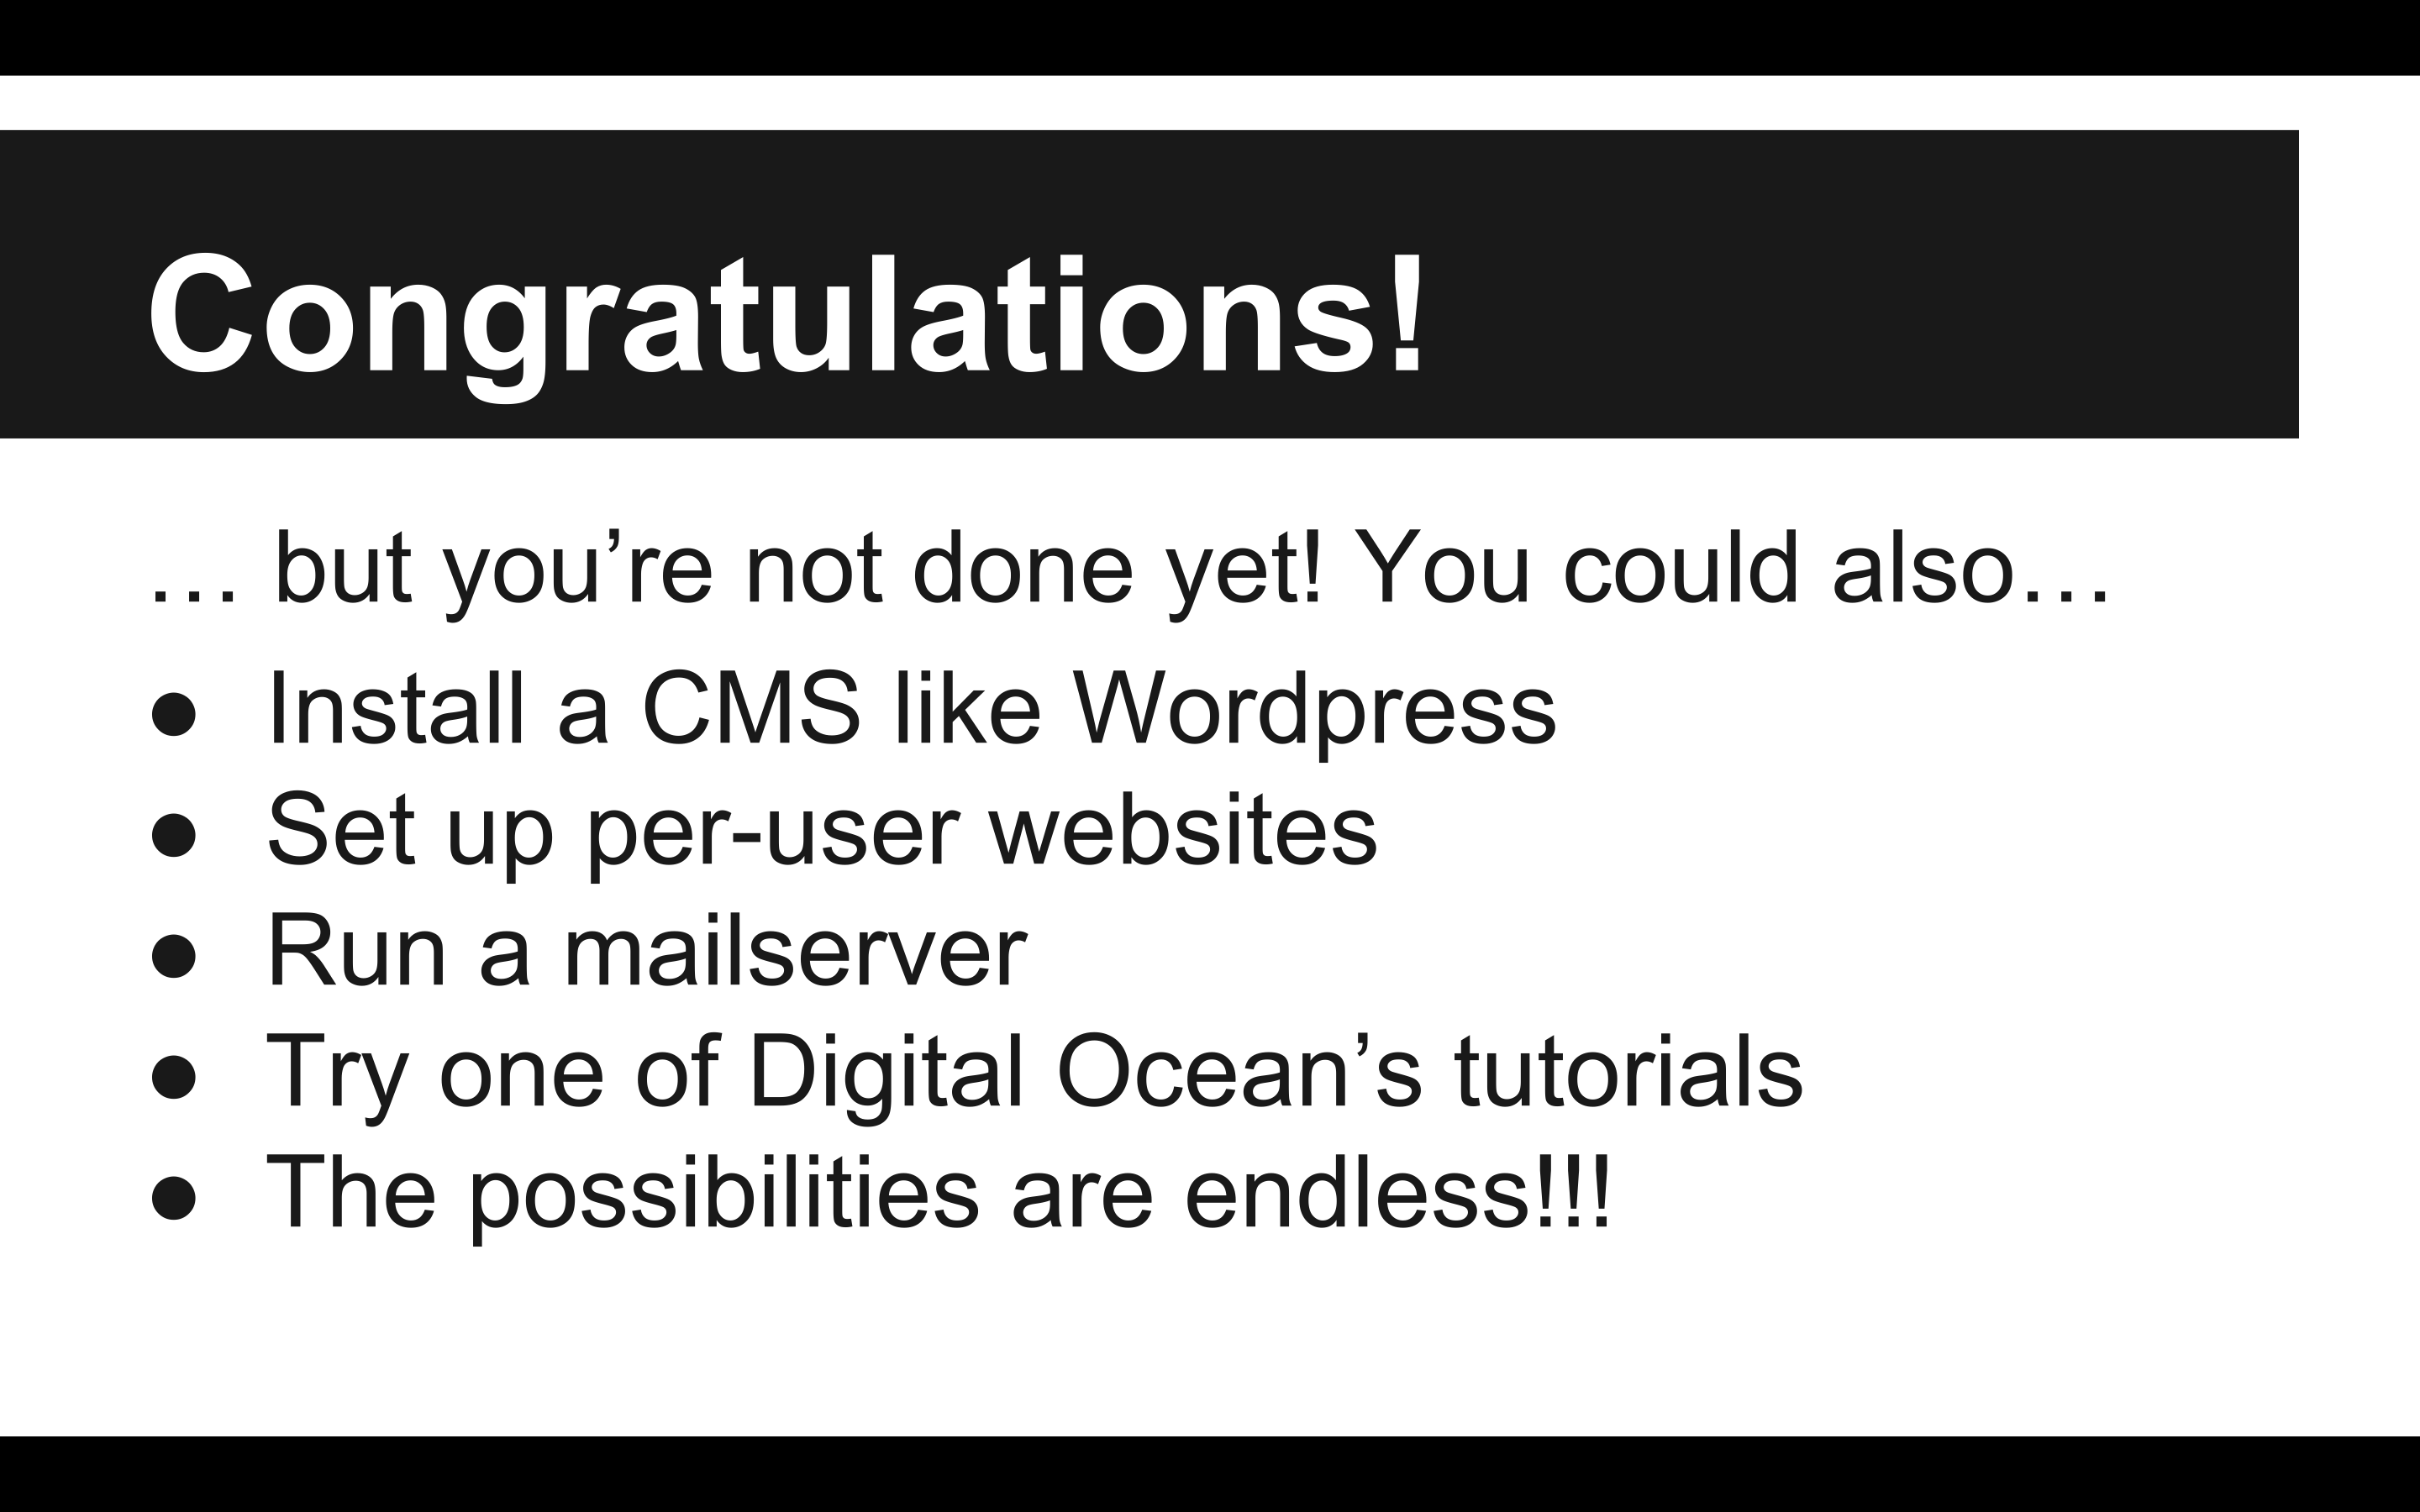 Congratulations!
… but you’re not done yet! You could also…
● Install a CMS like Wordpress
● Set up per-user websites
● Run a mailserver
● Try one of Digital Ocean’s tutorials
● The possibilities are endless!!!